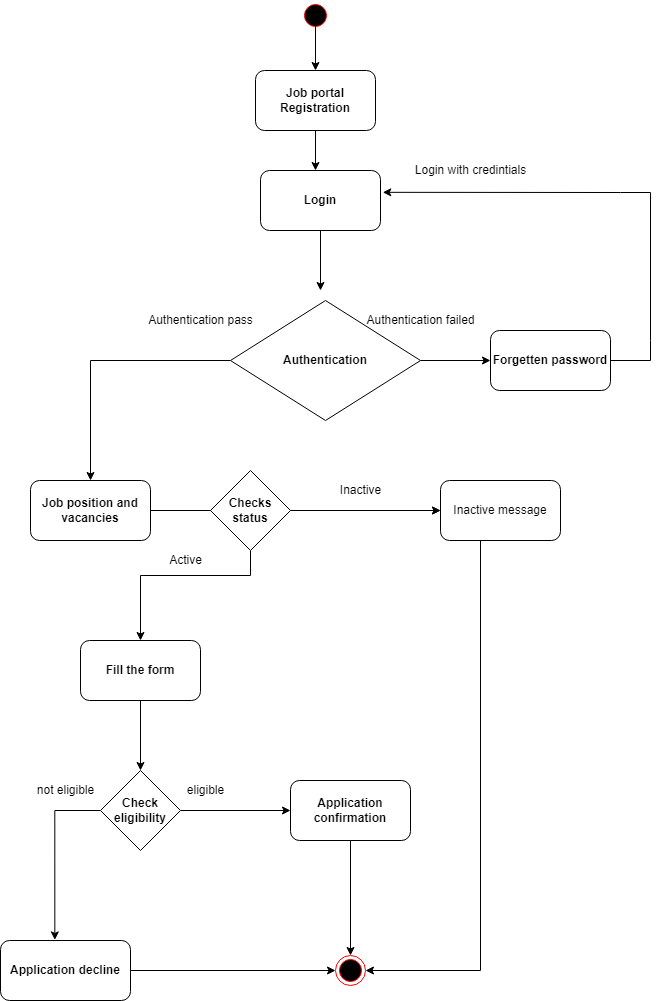 Job portal
Registration
Login with credintials
Login
Authentication pass
Authentication failed
Authentication
Forgetten password
Job position and
vacancies
Checks
status
Inactive
Inactive message
Active
Fill the form
not eligible
eligible
Check
eligibility
Application
confirmation
Application decline